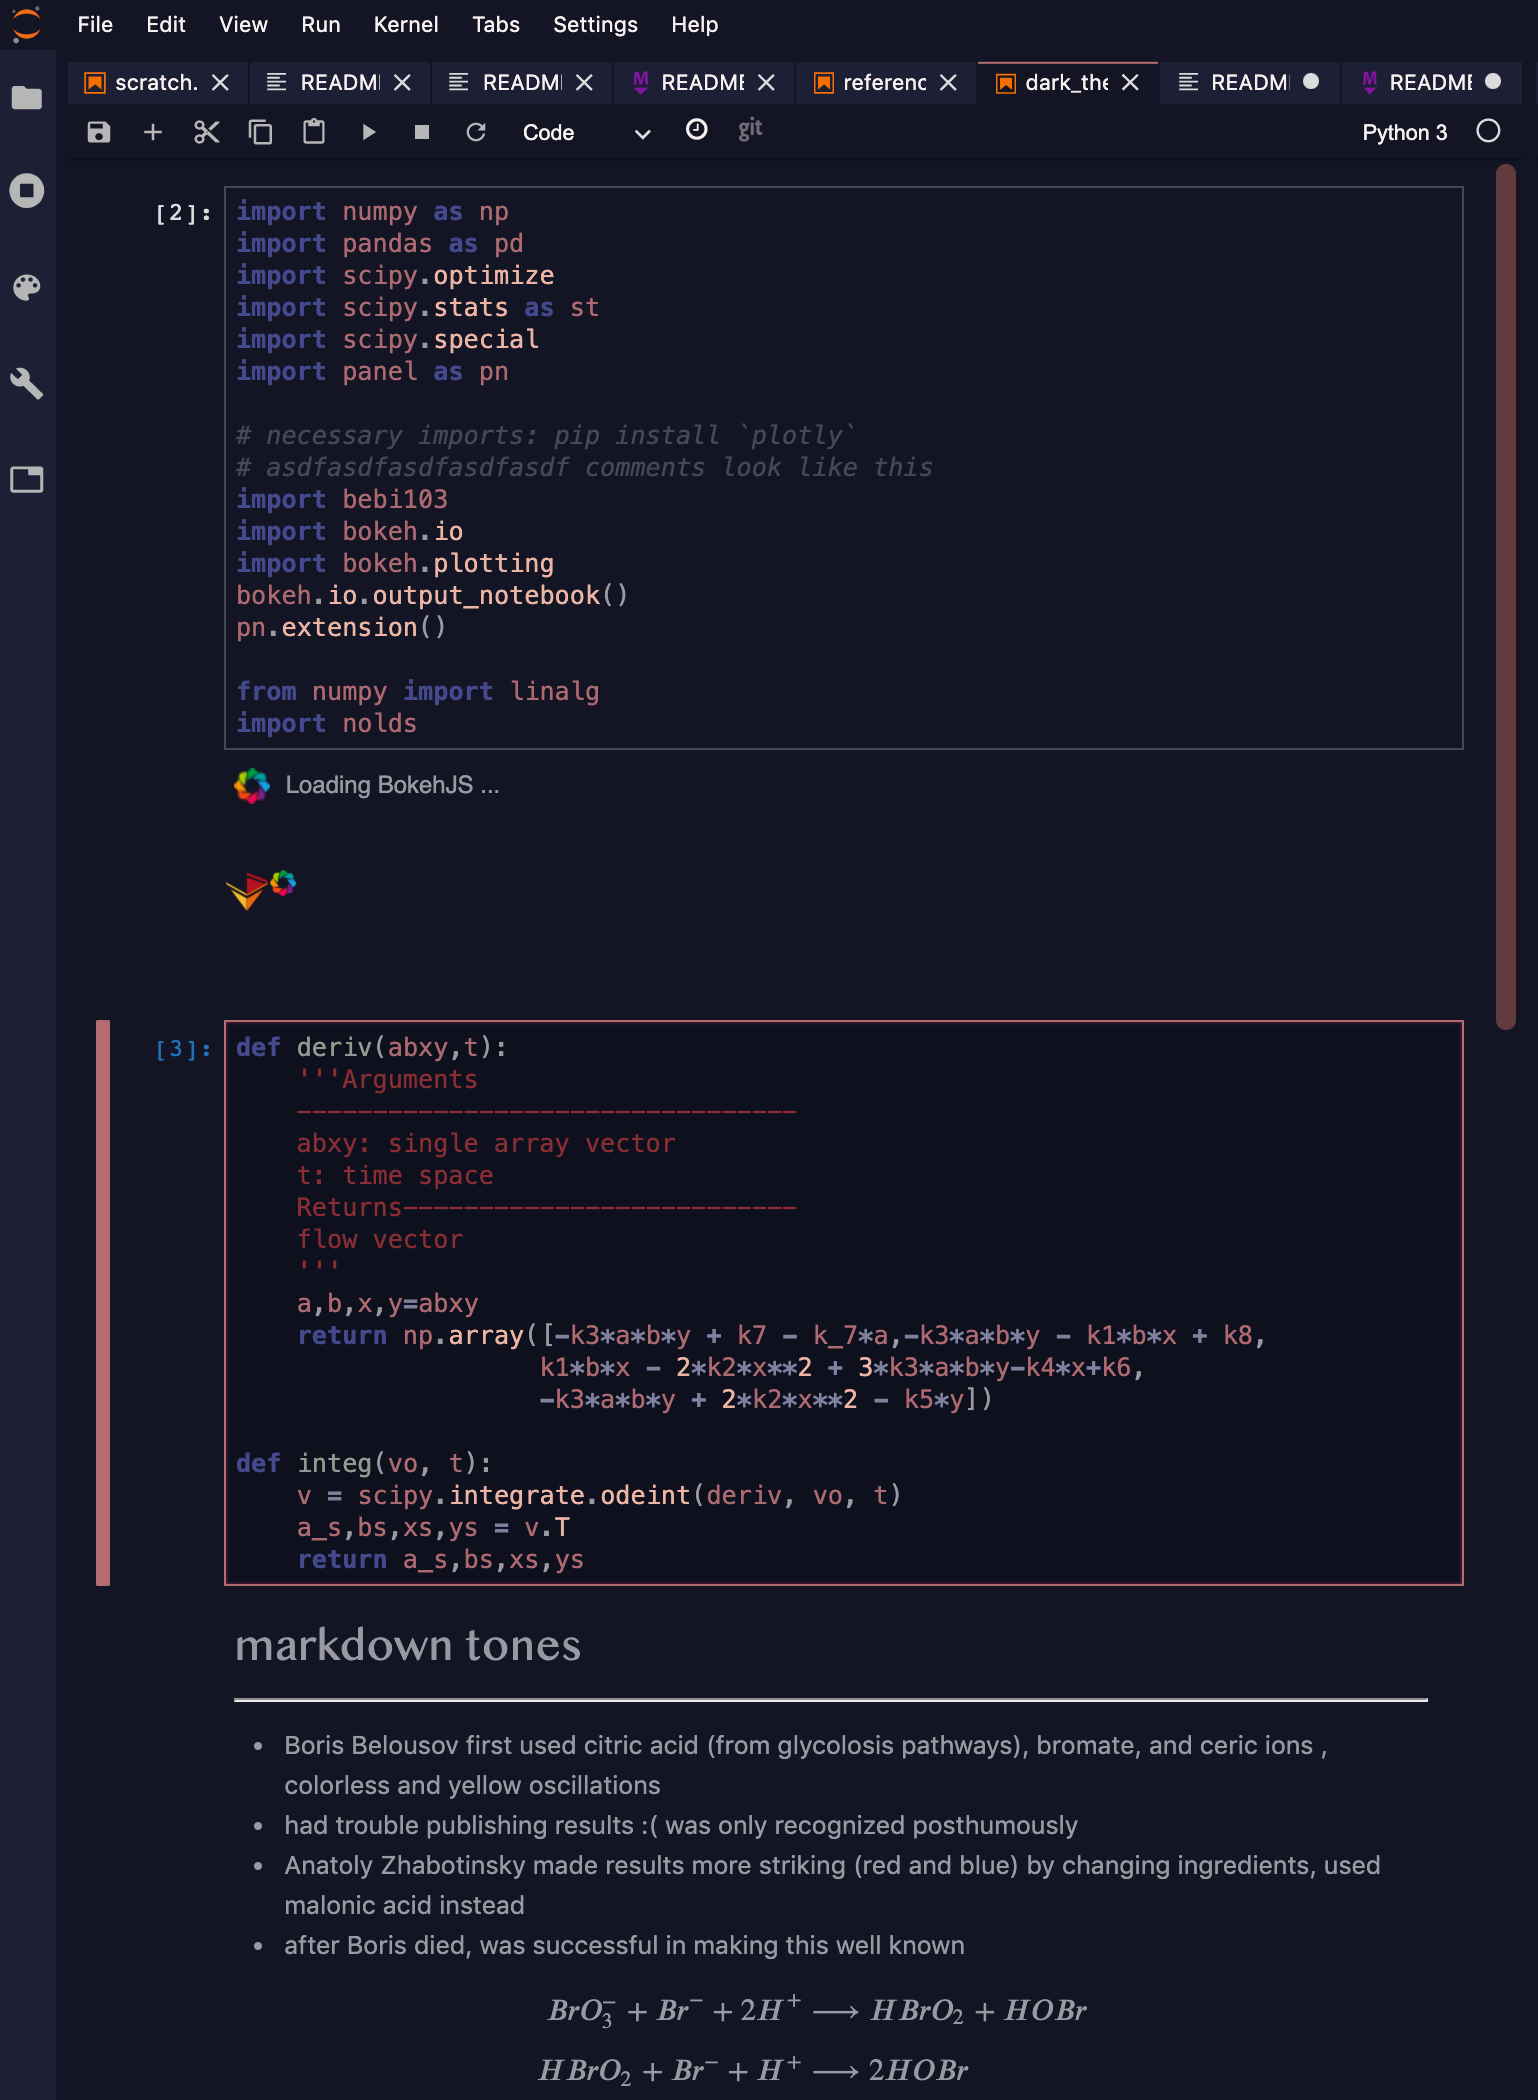 File Edit View Run Kernel Tabs Settings Help
scratch. READMI READMI README referenc dark_the READMI README
Code git Python 3
[2]: import numpy as np
import pandas as pd
import scipy.optimize
import scipy.stats as st
import scipy.special
import panel as pn
# necessary imports: pip install `plotly`
# asdfasdfasdfasdfasdf comments look like this
import bebi103
import bokeh.io
import bokeh.plotting
bokeh.io.output_notebook()
pn.extension()
from numpy import linalg
import nolds
Loading BokehJS ...
[3]: def deriv(abxy,t):
'''Arguments
---------------------------------
abxy: single array vector
t: time space
Returns--------------------------
flow vector
'''
a,b,x,y=abxy
return np.array([-k3*a*b*y + k7 - k_7*a,-k3*a*b*y - k1*b*x + k8,
k1*b*x - 2*k2*x**2 + 3*k3*a*b*y-k4*x+k6,
-k3*a*b*y + 2*k2*x**2 - k5*y])
def integ(vo, t):
v = scipy.integrate.odeint(deriv, vo, t)
a_s,bs,xs,ys = v.T
return a_s,bs,xs,ys
markdown tones
• Boris Belousov first used citric acid (from glycolosis pathways), bromate, and ceric ions ,
colorless and yellow oscillations
• had trouble publishing results :( was only recognized posthumously
• Anatoly Zhabotinsky made results more striking (red and blue) by changing ingredients, used
malonic acid instead
• after Boris died, was successful in making this well known
BrO₃⁻ + Br⁻ + 2H⁺ ⟶ HBrO₂ + HOBr
HBrO₂ + Br⁻ + H⁺ ⟶ 2HOBr